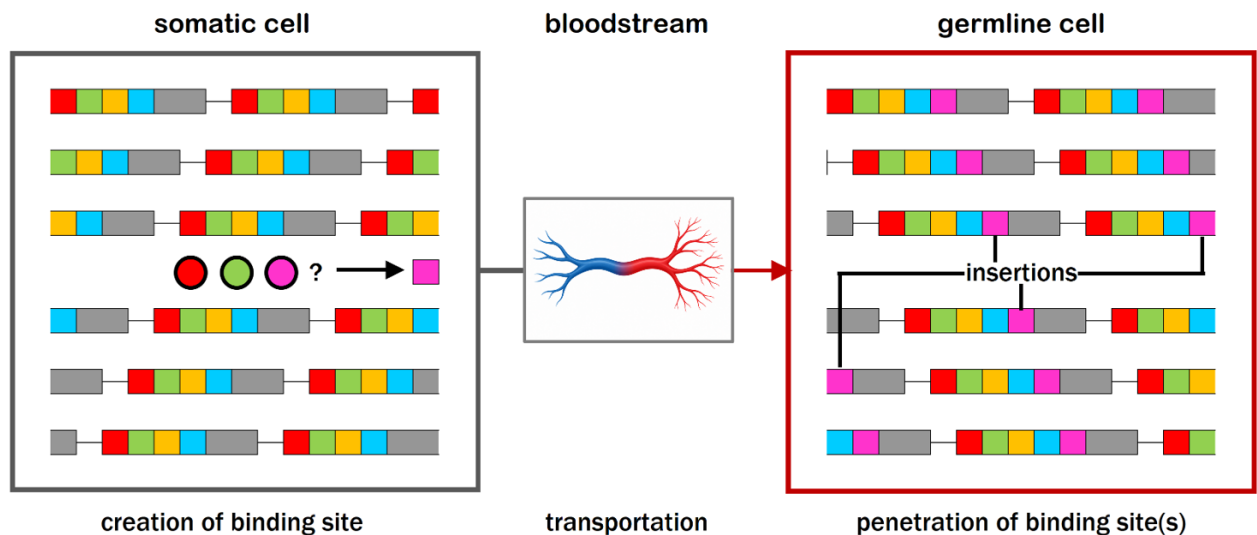 somatic cell
bloodstream
germline cell
?
insertions
creation of binding site
transportation
penetration of binding site(s)